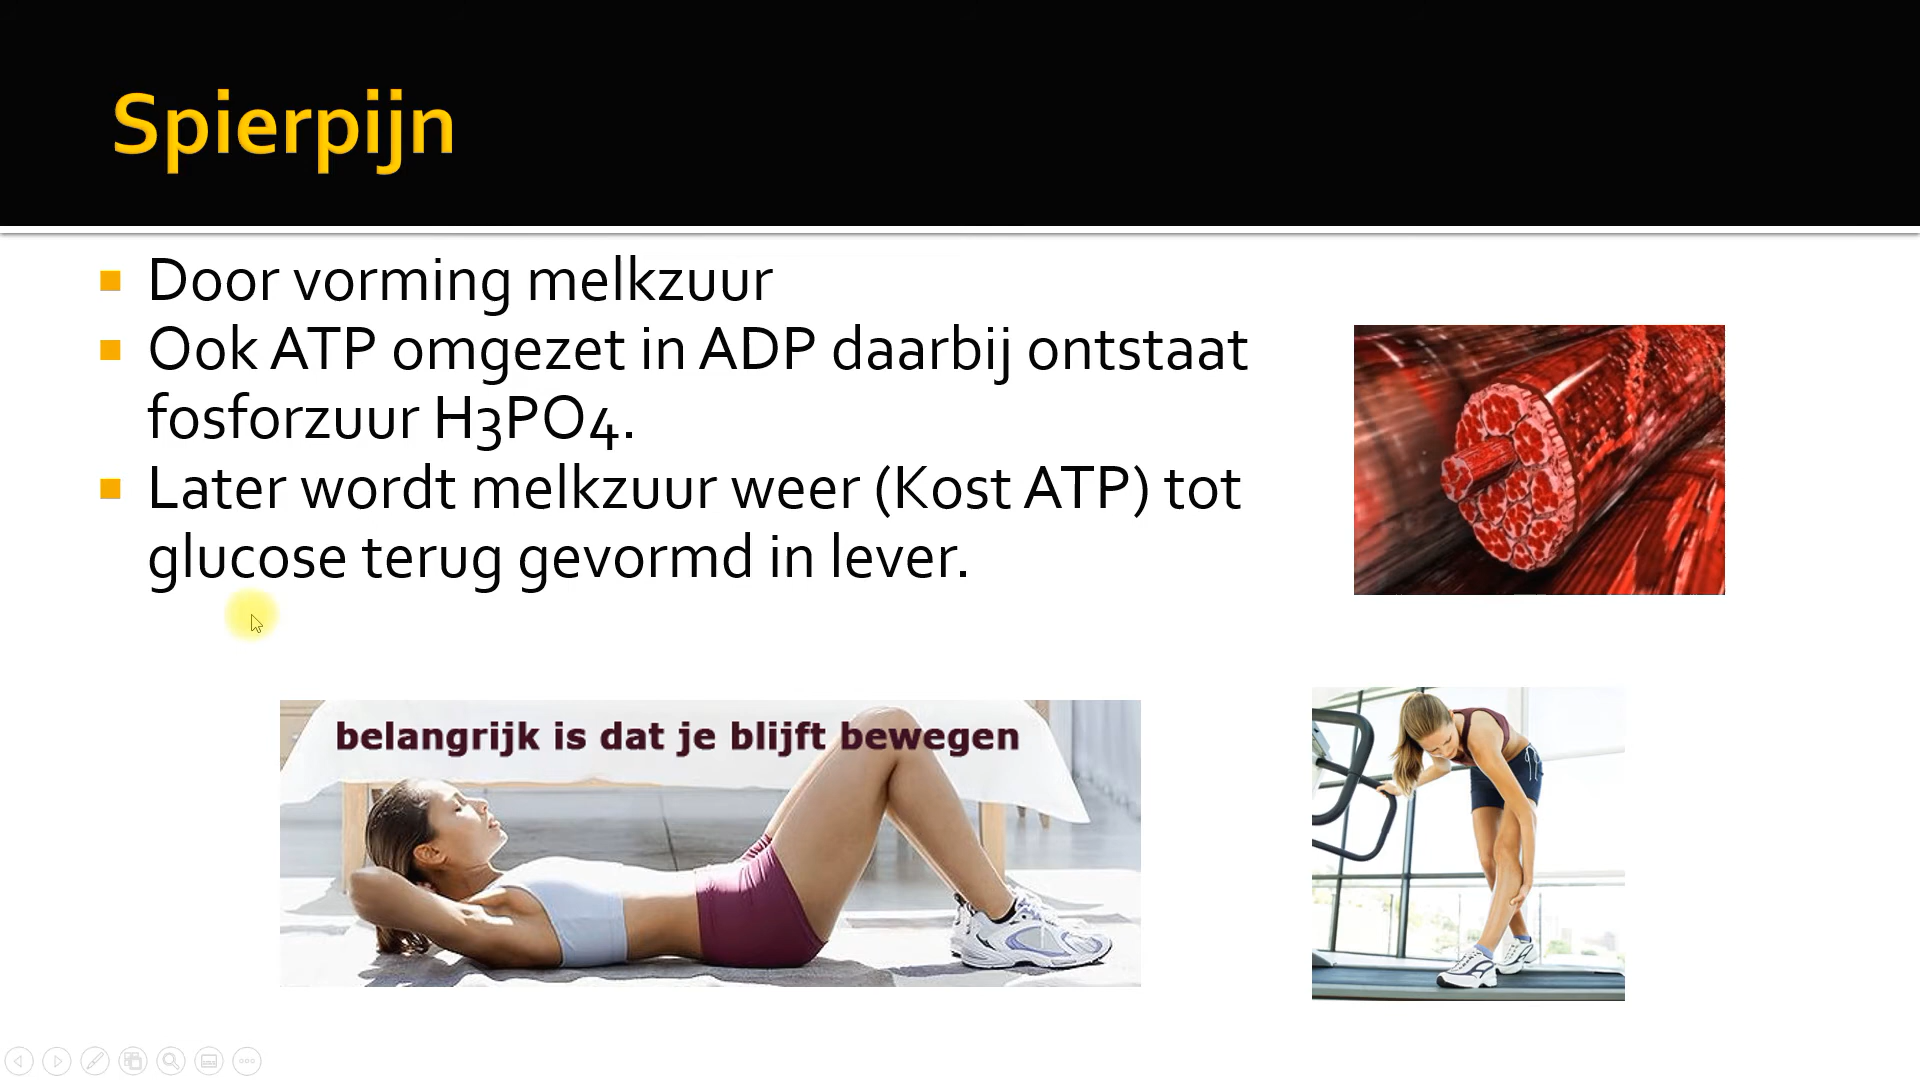 Spierpijn
Door vorming melkzuur
Ook ATP omgezet in ADP daarbij ontstaat
fosforzuur H3PO4.
Later wordt melkzuur weer (Kost ATP) tot
glucose terug gevormd in lever.
belangrijk is dat je blijft bewegen